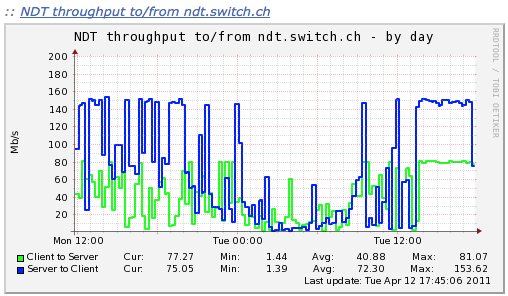 :: NDT throughput to/from ndt.switch.ch
NDT throughput to/from ndt.switch.ch - by day
RRDTOOL / TOBI OETIKER
Mb/s
200
180
160
140
120
100
80
60
40
20
Mon 12:00 Tue 00:00 Tue 12:00
Client to Server Cur: 77.27 Min: 1.44 Avg: 40.88 Max: 81.07
Server to Client Cur: 75.05 Min: 1.39 Avg: 72.30 Max: 153.62
Last update: Tue Apr 12 17:45:06 2011